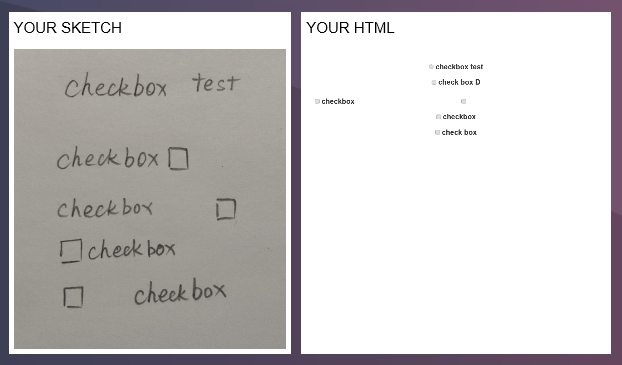 YOUR SKETCH
checkbox test
checkbox
checkbox
checkbox
checkbox
YOUR HTML
checkbox test
check box D
checkbox
checkbox
check box